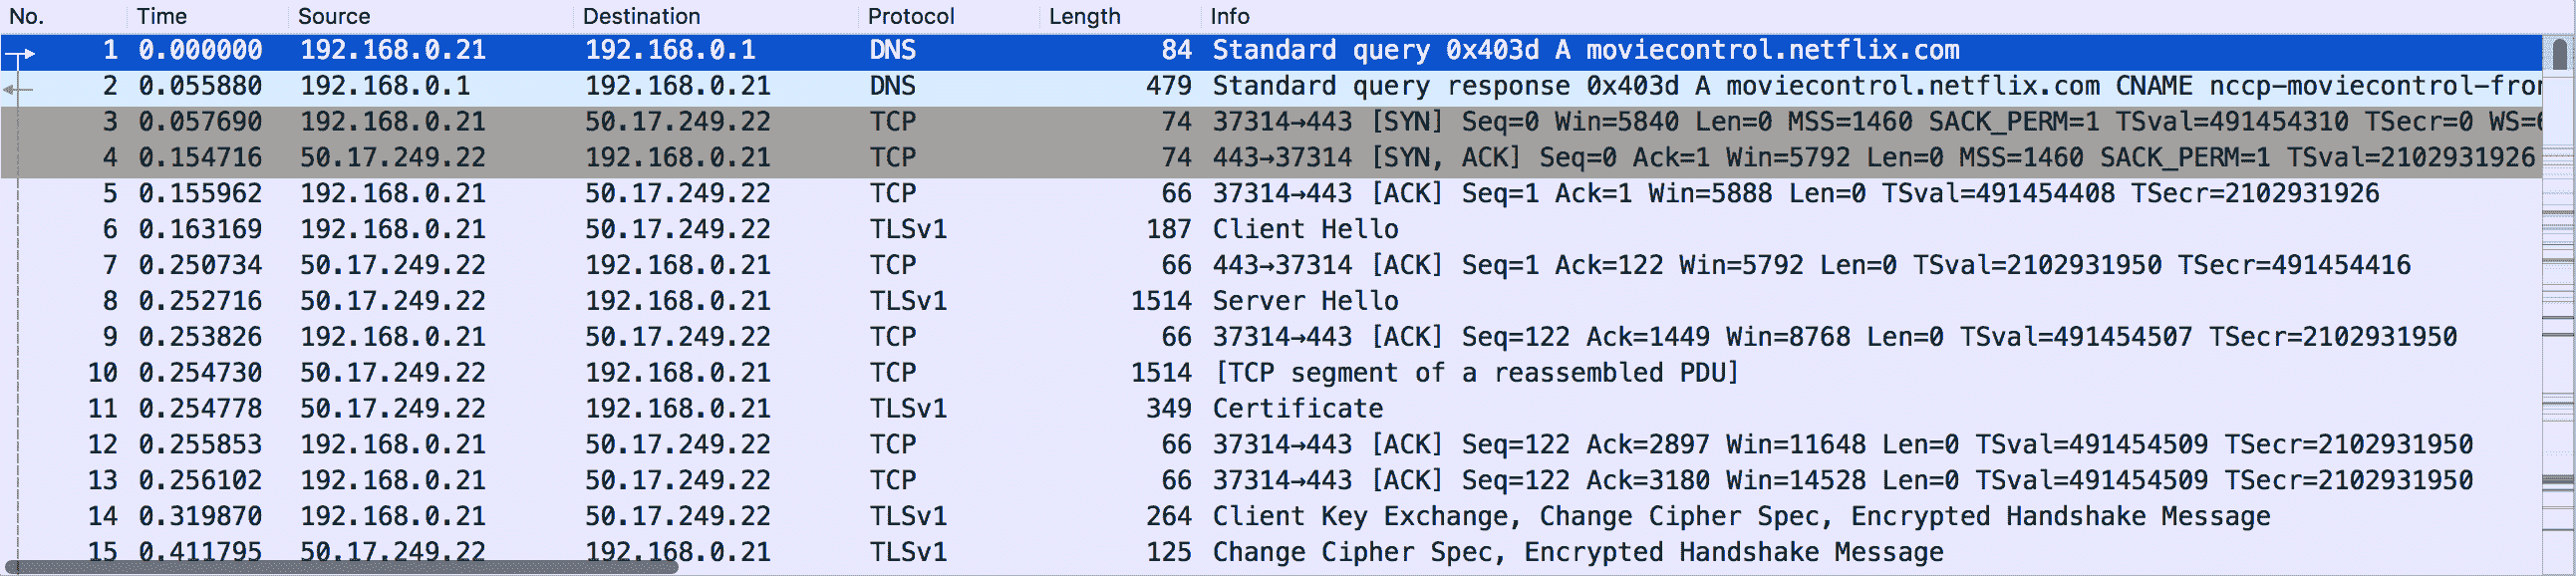 No. Time Source Destination Protocol Length Info
1 0.000000 192.168.0.21 192.168.0.1 DNS 84 Standard query 0x403d A moviecontrol.netflix.com
2 0.055880 192.168.0.1 192.168.0.21 DNS 479 Standard query response 0x403d A moviecontrol.netflix.com CNAME nccp-moviecontrol-fron
3 0.057690 192.168.0.21 50.17.249.22 TCP 74 37314→443 [SYN] Seq=0 Win=5840 Len=0 MSS=1460 SACK_PERM=1 TSval=491454310 TSecr=0 WS=6
4 0.154716 50.17.249.22 192.168.0.21 TCP 74 443→37314 [SYN, ACK] Seq=0 Ack=1 Win=5792 Len=0 MSS=1460 SACK_PERM=1 TSval=2102931926
5 0.155962 192.168.0.21 50.17.249.22 TCP 66 37314→443 [ACK] Seq=1 Ack=1 Win=5888 Len=0 TSval=491454408 TSecr=2102931926
6 0.163169 192.168.0.21 50.17.249.22 TLSv1 187 Client Hello
7 0.250734 50.17.249.22 192.168.0.21 TCP 66 443→37314 [ACK] Seq=1 Ack=122 Win=5792 Len=0 TSval=2102931950 TSecr=491454416
8 0.252716 50.17.249.22 192.168.0.21 TLSv1 1514 Server Hello
9 0.253826 192.168.0.21 50.17.249.22 TCP 66 37314→443 [ACK] Seq=122 Ack=1449 Win=8768 Len=0 TSval=491454507 TSecr=2102931950
10 0.254730 50.17.249.22 192.168.0.21 TCP 1514 [TCP segment of a reassembled PDU]
11 0.254778 50.17.249.22 192.168.0.21 TLSv1 349 Certificate
12 0.255853 192.168.0.21 50.17.249.22 TCP 66 37314→443 [ACK] Seq=122 Ack=2897 Win=11648 Len=0 TSval=491454509 TSecr=2102931950
13 0.256102 192.168.0.21 50.17.249.22 TCP 66 37314→443 [ACK] Seq=122 Ack=3180 Win=14528 Len=0 TSval=491454509 TSecr=2102931950
14 0.319870 192.168.0.21 50.17.249.22 TLSv1 264 Client Key Exchange, Change Cipher Spec, Encrypted Handshake Message
15 0.411795 50.17.249.22 192.168.0.21 TLSv1 125 Change Cipher Spec, Encrypted Handshake Message